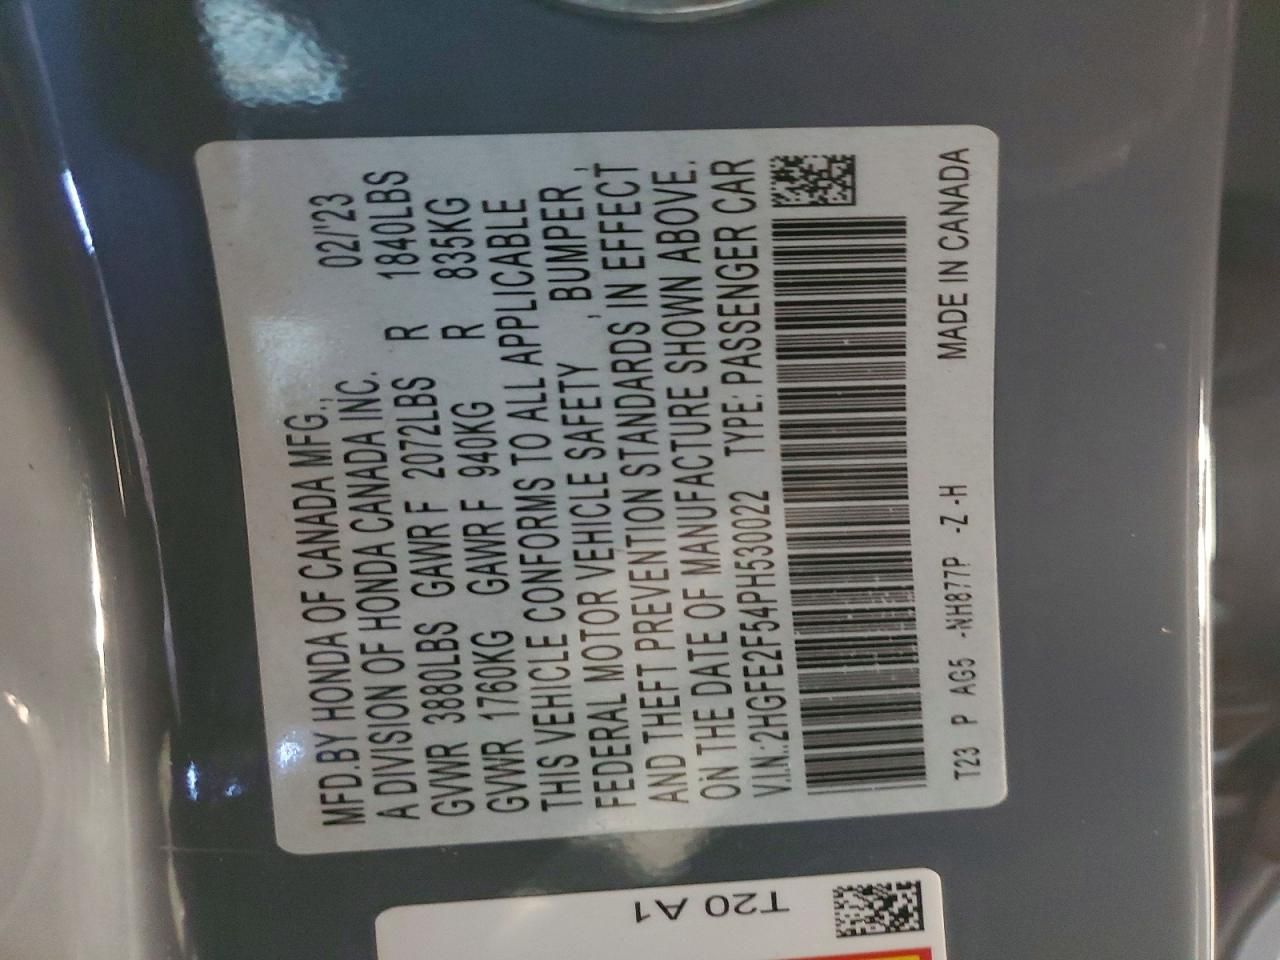 MFD.BY HONDA OF CANADA MFG.,
A DIVISION OF HONDA CANADA INC. 02/'23
GVWR 3880LBS GAWR F 2072LBS R 1840LBS
GVWR 1760KG GAWR F 940KG R 835KG
THIS VEHICLE CONFORMS TO ALL APPLICABLE
FEDERAL MOTOR VEHICLE SAFETY , BUMPER ,
AND THEFT PREVENTION STANDARDS IN EFFECT
ON THE DATE OF MANUFACTURE SHOWN ABOVE.
V.I.N.:2HGFE2F54PH530022 TYPE: PASSENGER CAR
T23 P AG5 -NH877P -Z -H MADE IN CANADA
T20 A1